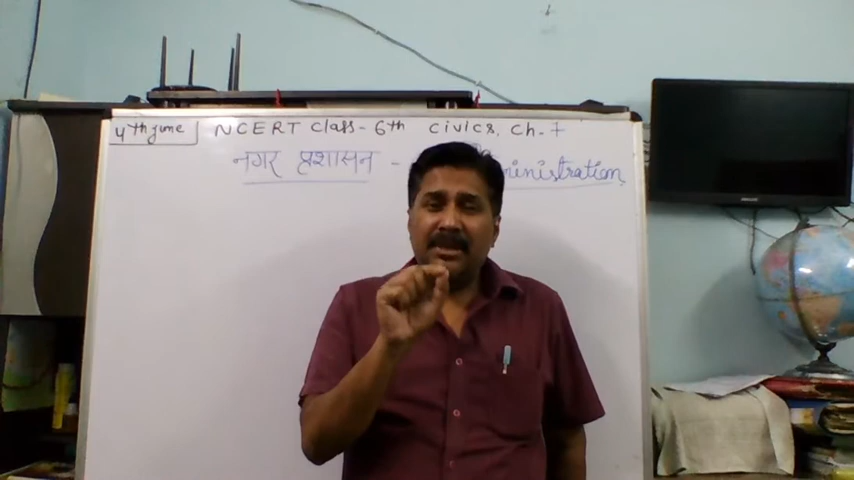 4th June NCERT Class - 6th Civics, Ch. 7
नगर प्रशासन - ministration